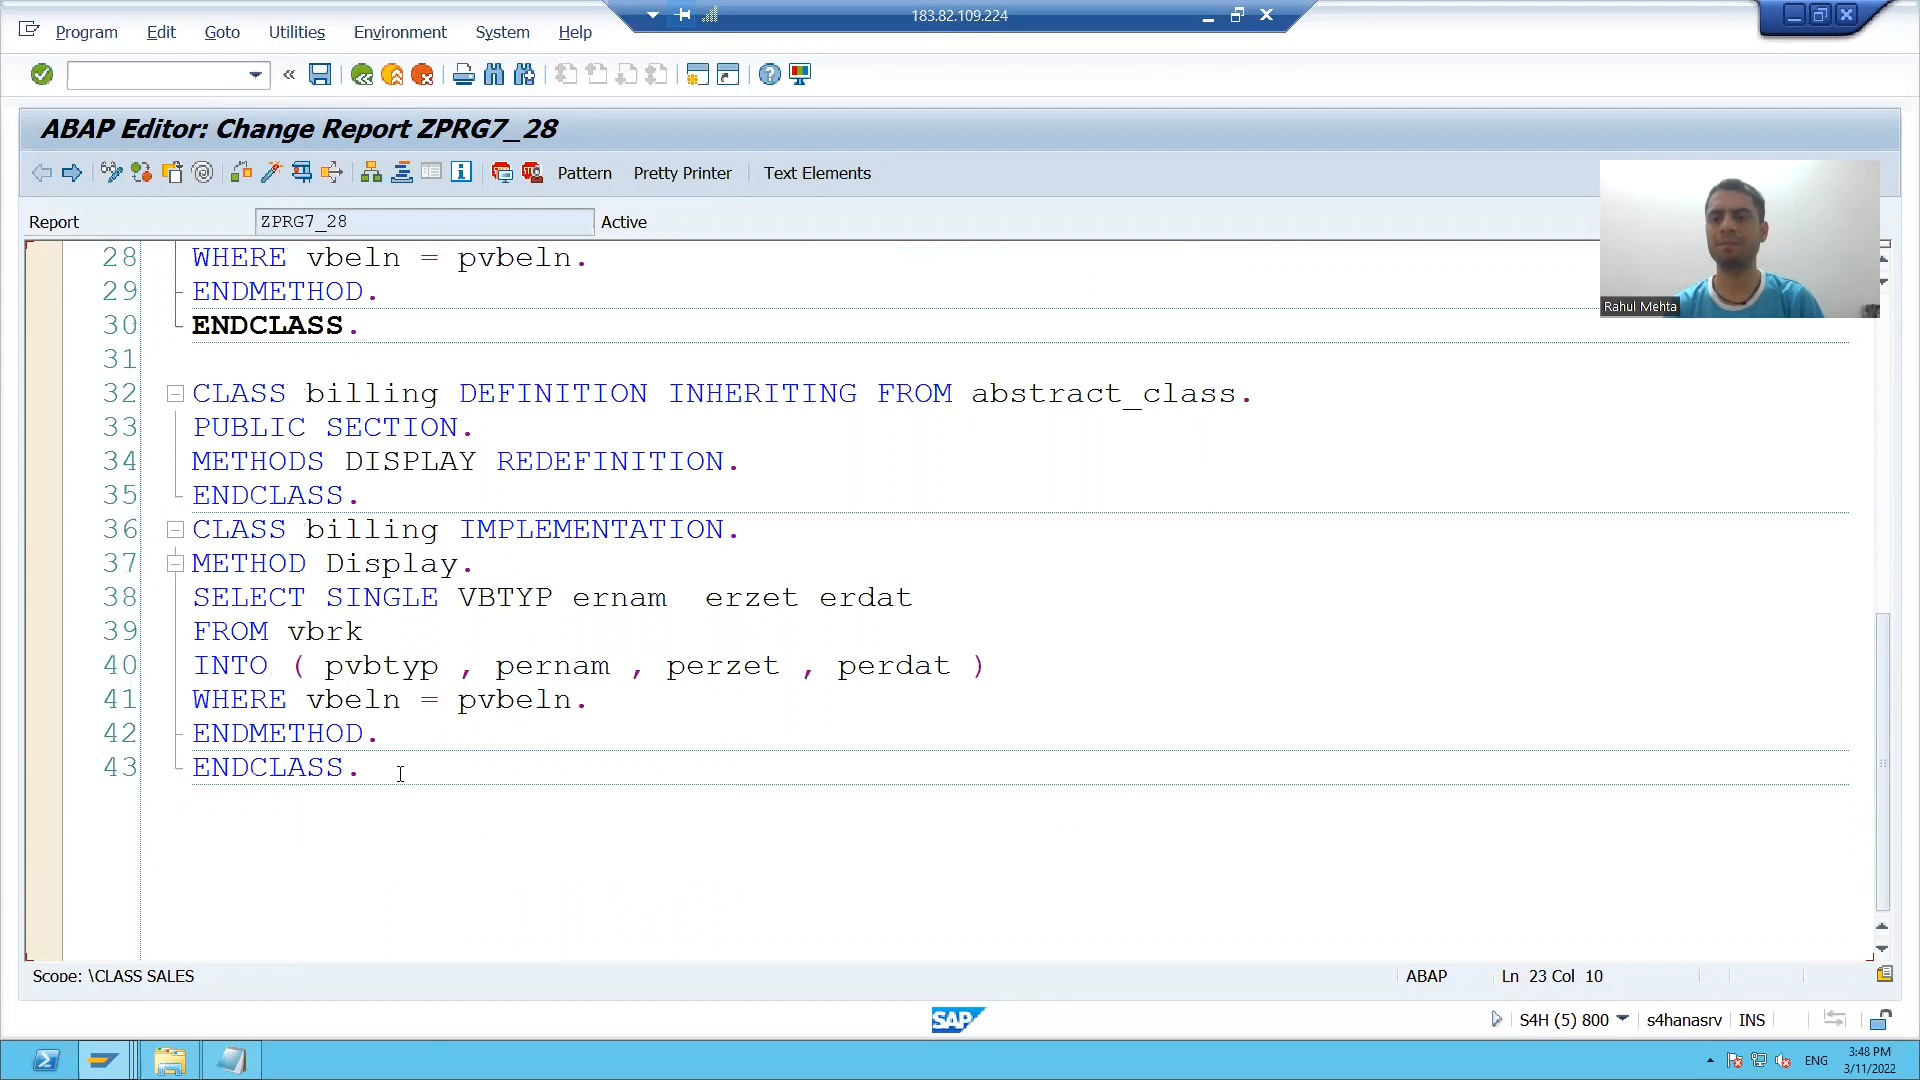 183.82.109.224
Program Edit Goto Utilities Environment System Help
ABAP Editor: Change Report ZPRG7_28
Pattern Pretty Printer Text Elements
Report ZPRG7_28 Active
Rahul Mehta
28 WHERE vbeln = pvbeln.
29 ENDMETHOD.
30 ENDCLASS.
31
32 CLASS billing DEFINITION INHERITING FROM abstract_class.
33 PUBLIC SECTION.
34 METHODS DISPLAY REDEFINITION.
35 ENDCLASS.
36 CLASS billing IMPLEMENTATION.
37 METHOD Display.
38 SELECT SINGLE VBTYP ernam  erzet erdat
39 FROM vbrk
40 INTO ( pvbtyp , pernam , perzet , perdat )
41 WHERE vbeln = pvbeln.
42 ENDMETHOD.
43 ENDCLASS.
Scope: \CLASS SALES ABAP Ln 23 Col 10
SAP S4H (5) 800 s4hanasrv INS
ENG 3:48 PM
3/11/2022